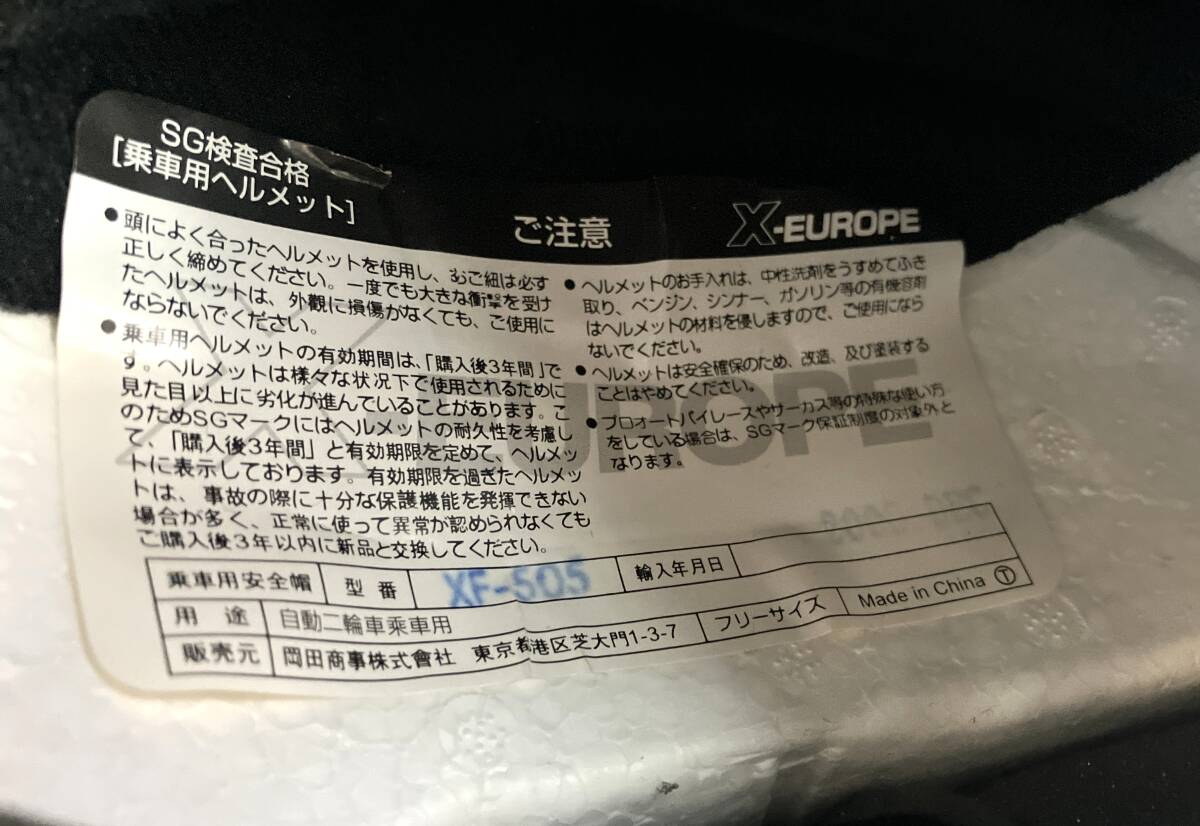 SG検査合格
[乗車用ヘルメット]
ご注意
X-EUROPE
●頭によく合ったヘルメットを使用し、あご紐は必ず
正しく締めてください。一度でも大きな衝撃を受け
たヘルメットは、外観に損傷がなくても、ご使用に
ならないでください。
●乗車用ヘルメットの有効期間は、「購入後3年間」で
す。ヘルメットは様々な状況下で使用されるために
見た目以上に劣化が進んでいることがあります。こ
のためSGマークにはヘルメットの耐久性を考慮し
て、「購入後3年間」と有効期限を定めて、ヘルメッ
トに表示しております。有効期限を過ぎたヘルメッ
トは、事故の際に十分な保護機能を発揮できない
場合が多く、正常に使って異常が認められなくても
ご購入後3年以内に新品と交換してください。
●ヘルメットのお手入れは、中性洗剤をうすめてふき
取り、ベンジン、シンナー、ガソリン等の有機容剤
はヘルメットの材料を侵しますので、ご使用になら
ないでください。
●ヘルメットは安全確保のため、改造、及び塗装する
ことはやめてください。
●プロオートバイレースやサーカス等の特殊な使い方
をしている場合は、SGマーク保証制度の対象外と
なります。
X-EUROPE
乗車用安全帽 型番 XF-505 輸入年月日
用途 自動二輪車乗車用
販売元 岡田商事株式會社 東京都港区芝大門1-3-7 フリーサイズ Made in China Ⓣ